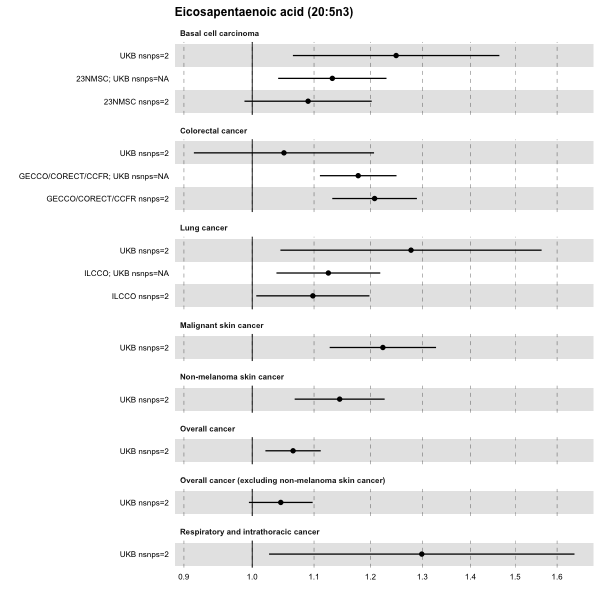 Eicosapentaenoic acid (20:5n3)
Basal cell carcinoma
UKB nsnps=2
23NMSC; UKB nsnps=NA
23NMSC nsnps=2
Colorectal cancer
UKB nsnps=2
GECCO/CORECT/CCFR; UKB nsnps=NA
GECCO/CORECT/CCFR nsnps=2
Lung cancer
UKB nsnps=2
ILCCO; UKB nsnps=NA
ILCCO nsnps=2
Malignant skin cancer
UKB nsnps=2
Non-melanoma skin cancer
UKB nsnps=2
Overall cancer
UKB nsnps=2
Overall cancer (excluding non-melanoma skin cancer)
UKB nsnps=2
Respiratory and intrathoracic cancer
UKB nsnps=2
0.9 1.0 1.1 1.2 1.3 1.4 1.5 1.6